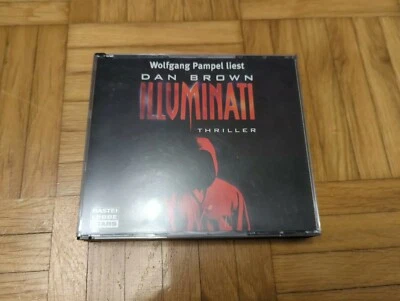 Wolfgang Pampel liest
DAN BROWN
ILLUMINATI
THRILLER